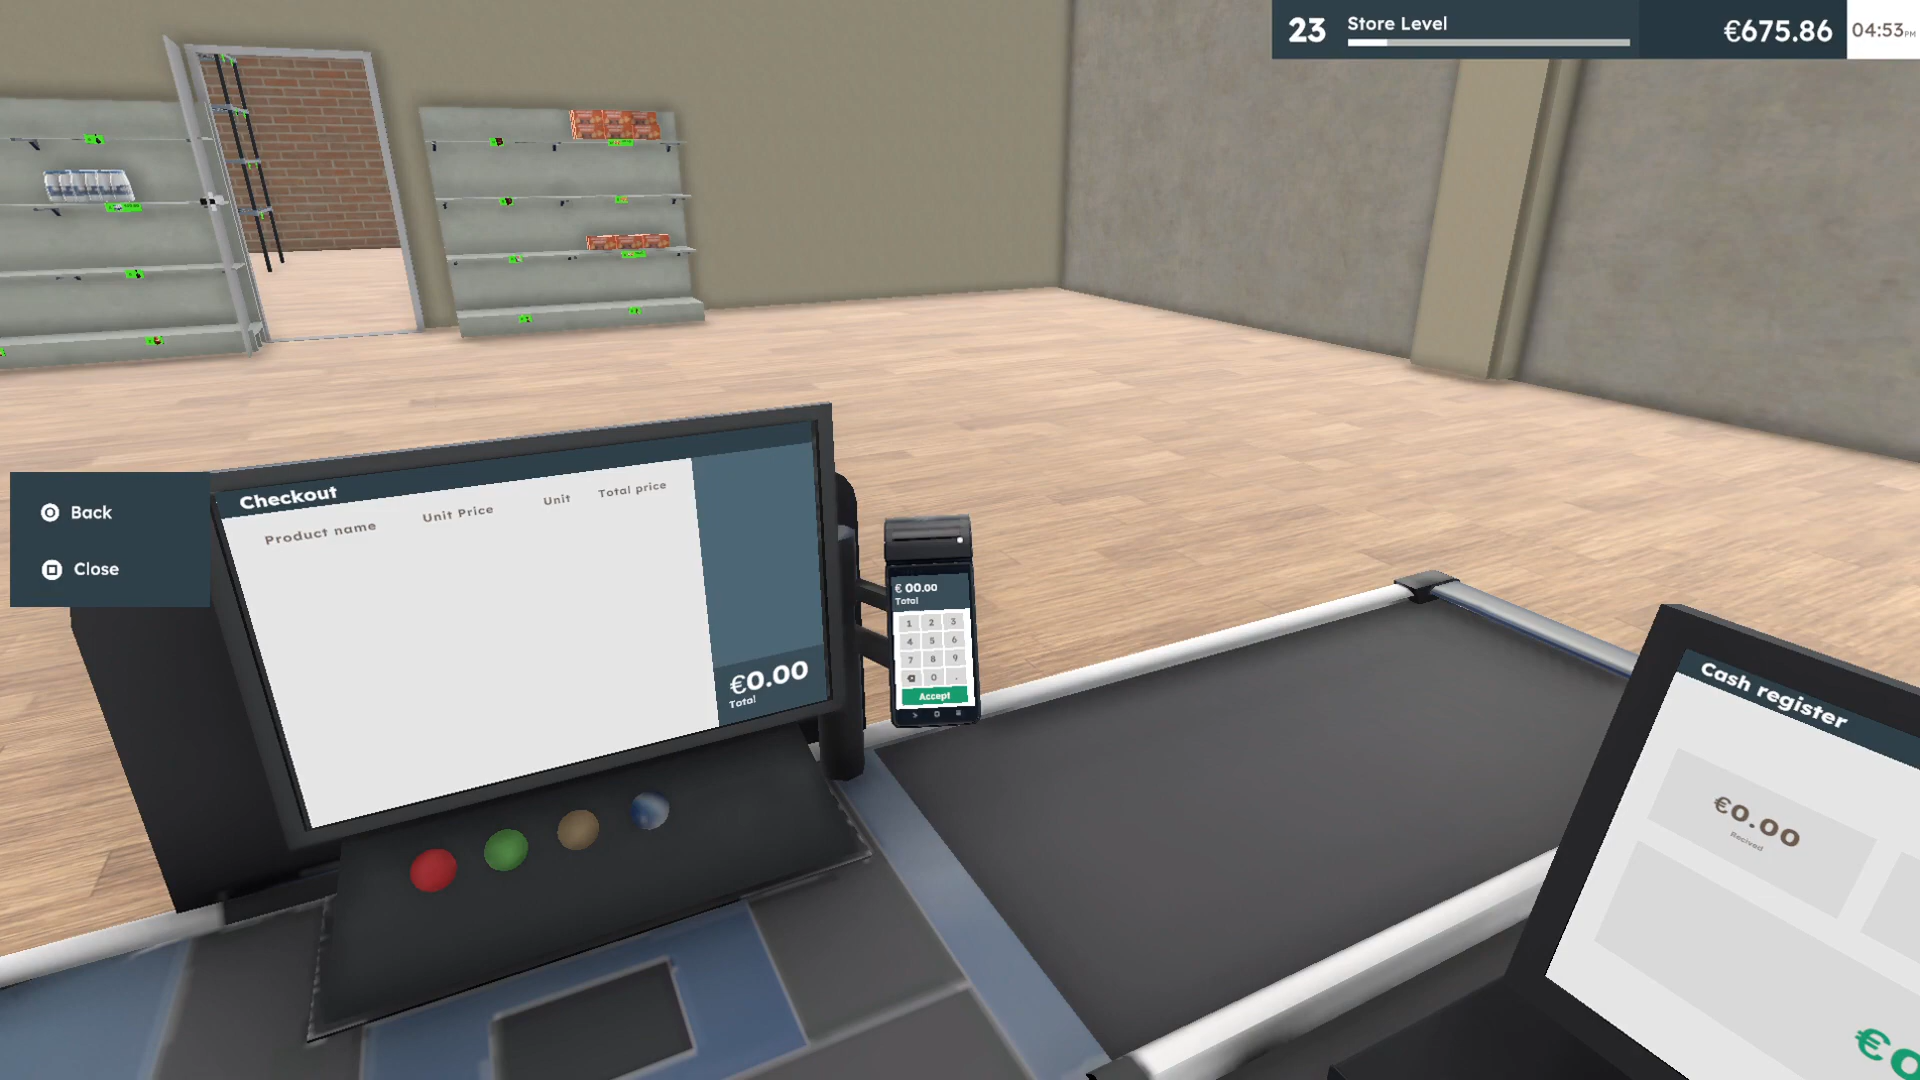 23
Store Level
€675.86
04:53PM
Back
Close
Checkout
Product name
Unit Price
Unit
Total price
€0.00
Total
€ 00.00
Total
1 2 3
4 5 6
7 8 9
0 .
Accept
Cash register
€0.00
Recived
€0